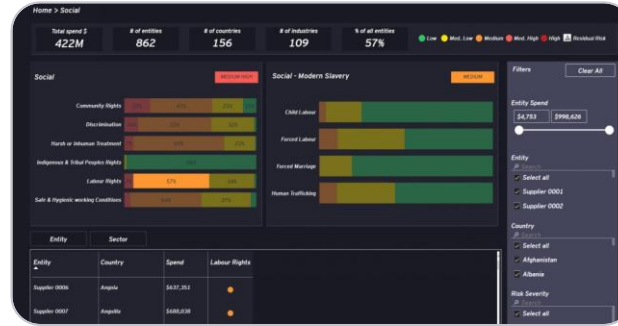 Home > Social
Total spend $
422M
# of entities
862
# of countries
156
# of industries
109
% of all entities
57%
Low Med. Low Medium Med. High High Residual Risk
Social
MEDIUM HIGH
Community Rights
Discrimination
Harsh or Inhuman Treatment
Indigenous & Tribal Peoples Rights
Labour Rights
57%
Safe & Hygienic working Conditions
Social - Modern Slavery
MEDIUM
Child Labour
Forced Labour
Forced Marriage
Human Trafficking
Entity Sector
Entity Country Spend Labour Rights
Supplier 0006 Angola $637,351
Supplier 0007 Anguilla $688,038
Filters
Clear All
Entity Spend
$4,753 $998,626
Entity
Search
Select all
Supplier 0001
Supplier 0002
Country
Search
Select all
Afghanistan
Albania
Risk Severity
Search
Select all